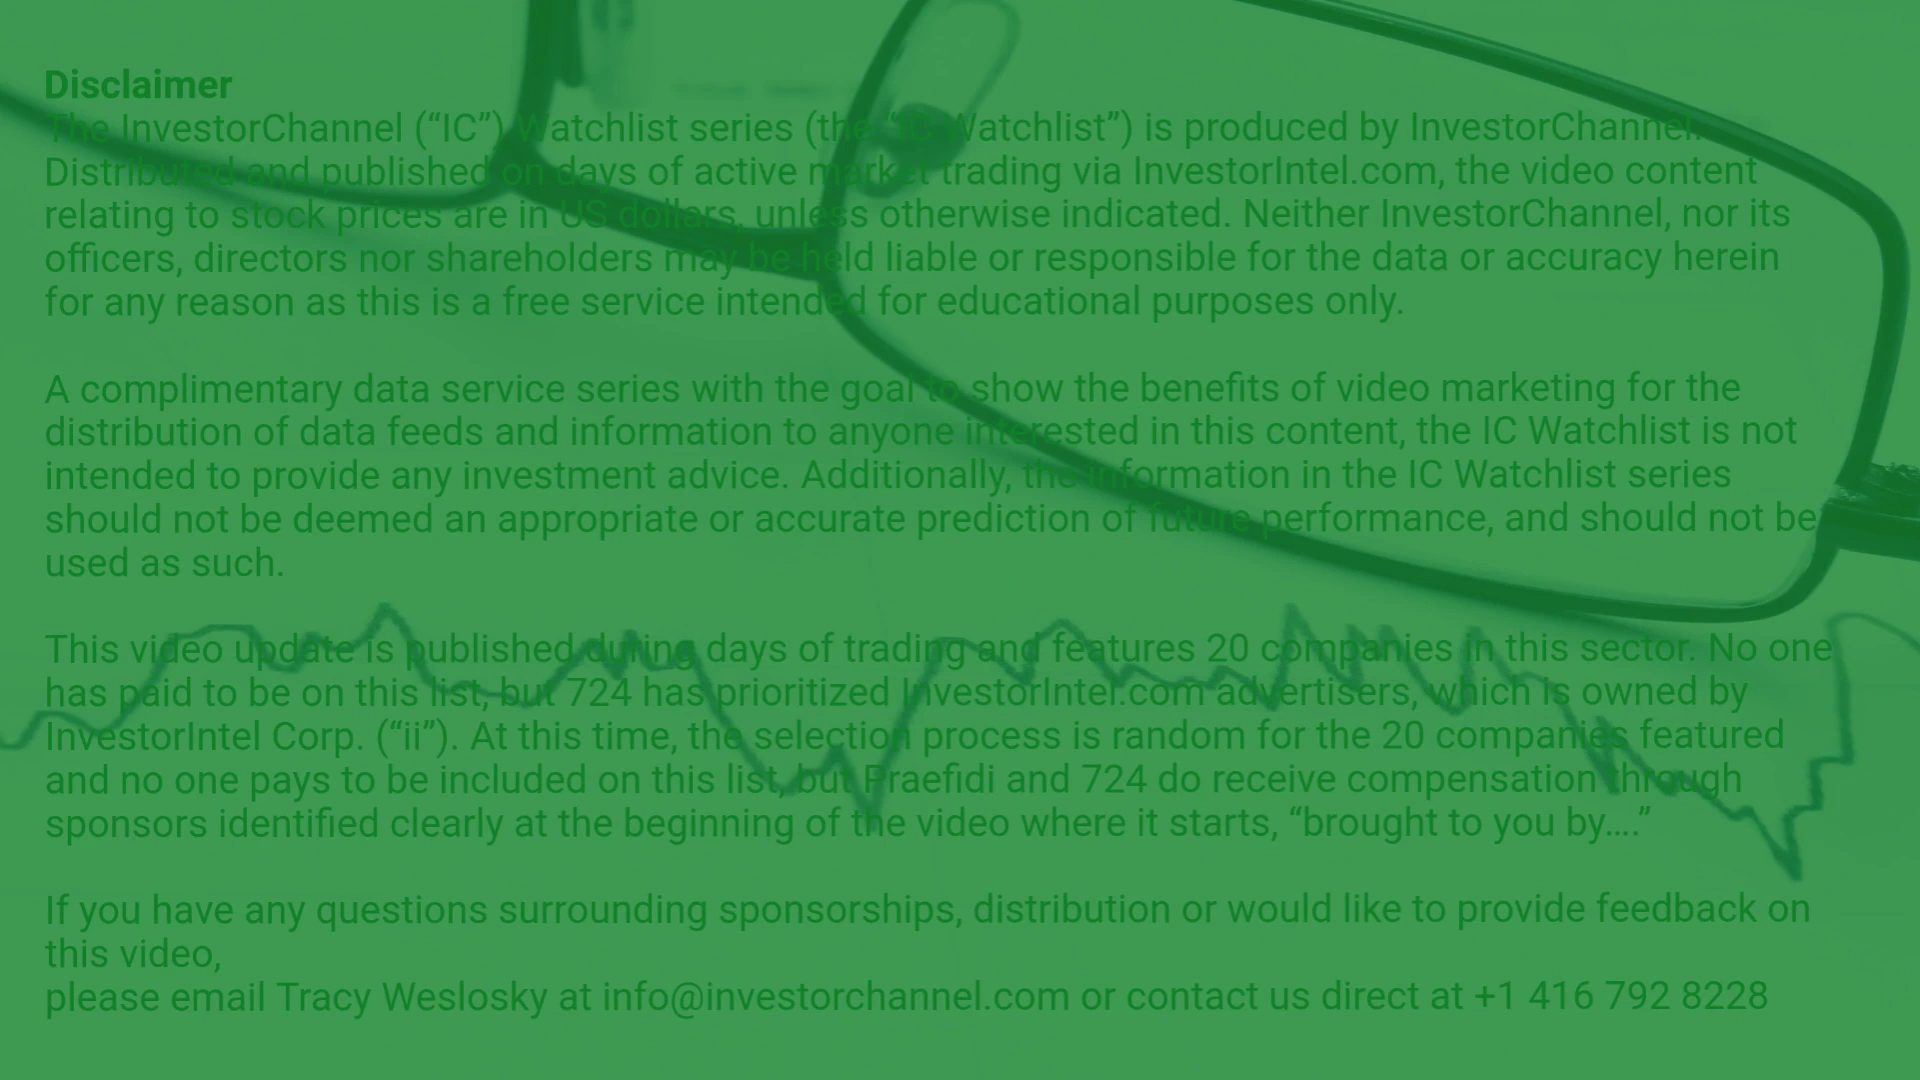 Disclaimer
The InvestorChannel (“IC”) Watchlist series (the “IC Watchlist”) is produced by InvestorChannel.
Distributed and published on days of active market trading via InvestorIntel.com, the video content
relating to stock prices are in US dollars, unless otherwise indicated. Neither InvestorChannel, nor its
officers, directors nor shareholders may be held liable or responsible for the data or accuracy herein
for any reason as this is a free service intended for educational purposes only.
A complimentary data service series with the goal to show the benefits of video marketing for the
distribution of data feeds and information to anyone interested in this content, the IC Watchlist is not
intended to provide any investment advice. Additionally, the information in the IC Watchlist series
should not be deemed an appropriate or accurate prediction of future performance, and should not be
used as such.
This video update is published during days of trading and features 20 companies in this sector. No one
has paid to be on this list, but 724 has prioritized InvestorIntel.com advertisers, which is owned by
InvestorIntel Corp. (“ii”). At this time, the selection process is random for the 20 companies featured
and no one pays to be included on this list, but Praefidi and 724 do receive compensation through
sponsors identified clearly at the beginning of the video where it starts, “brought to you by….”
If you have any questions surrounding sponsorships, distribution or would like to provide feedback on
this video,
please email Tracy Weslosky at info@investorchannel.com or contact us direct at +1 416 792 8228